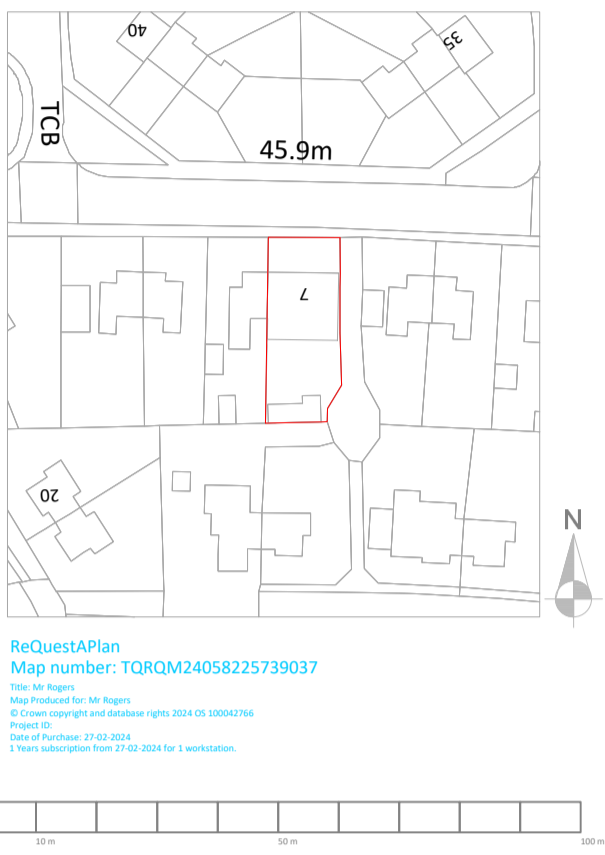 40
35
TCB
45.9m
7
20
N
ReQuestAPlan
Map number: TQRQM24058225739037
Title: Mr Rogers
Map Produced for: Mr Rogers
© Crown copyright and database rights 2024 OS 100042766
Project ID:
Date of Purchase: 27-02-2024
1 Years subscription from 27-02-2024 for 1 workstation.
10 m
50 m
100 m